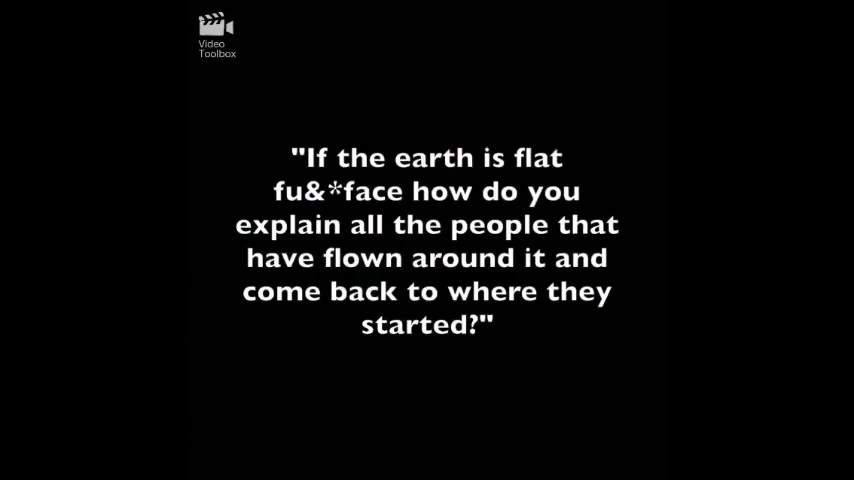 Video
Toolbox
"If the earth is flat
fu&*face how do you
explain all the people that
have flown around it and
come back to where they
started?"